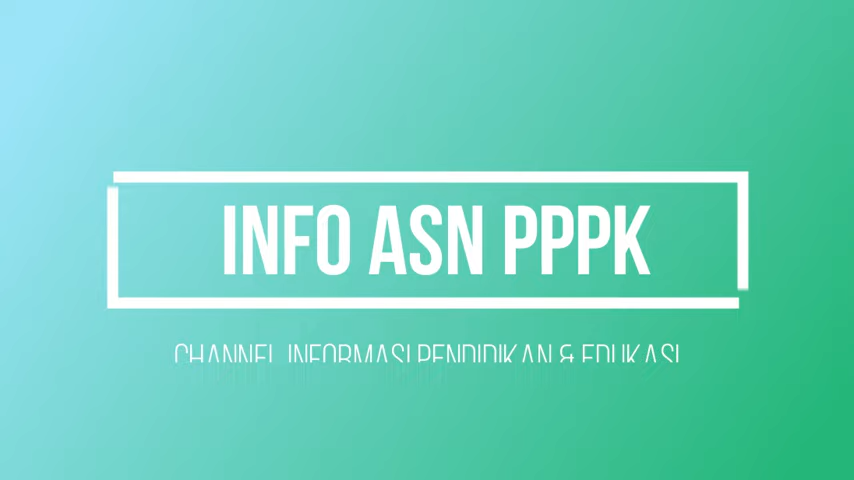 INFO ASN PPPK
CHANNEL INFORMASI PENDIDIKAN & EDUKASI